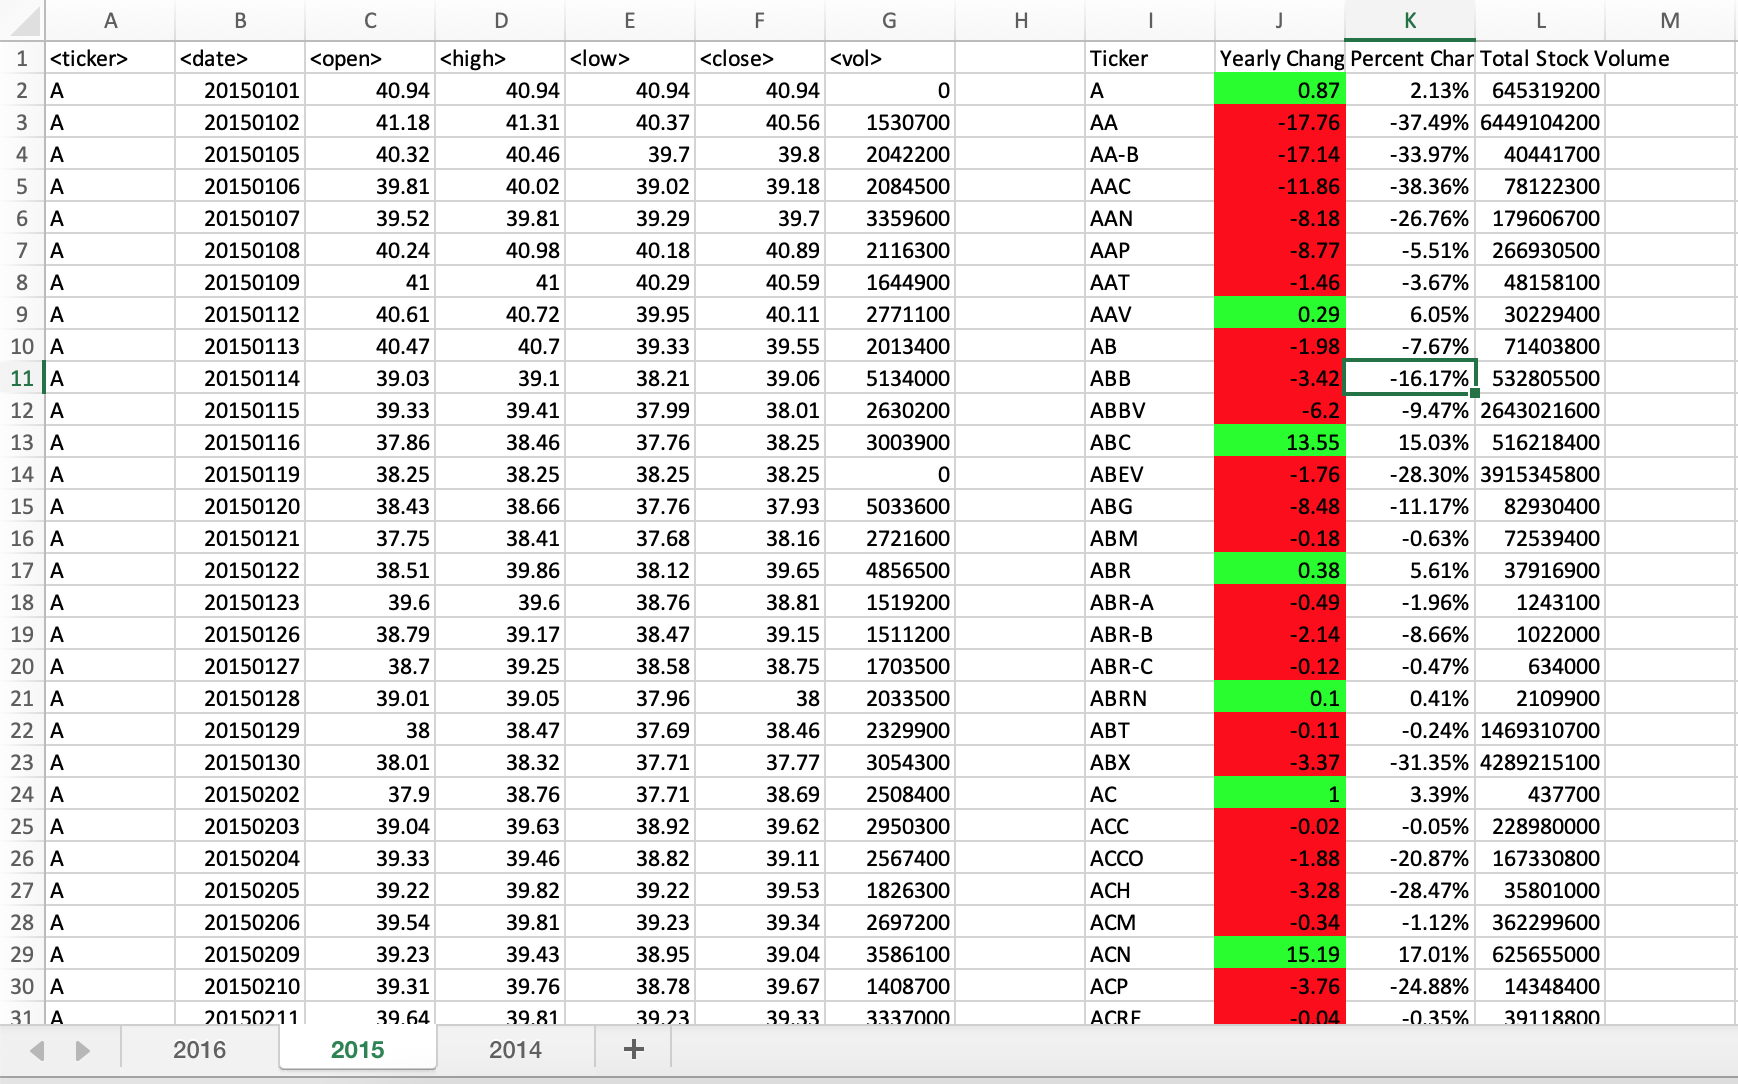 A B C D E F G H I J K L M
1 <ticker> <date> <open> <high> <low> <close> <vol> Ticker Yearly Chang Percent Char Total Stock Volume
2 A 20150101 40.94 40.94 40.94 40.94 0 A 0.87 2.13% 645319200
3 A 20150102 41.18 41.31 40.37 40.56 1530700 AA -17.76 -37.49% 6449104200
4 A 20150105 40.32 40.46 39.7 39.8 2042200 AA-B -17.14 -33.97% 40441700
5 A 20150106 39.81 40.02 39.02 39.18 2084500 AAC -11.86 -38.36% 78122300
6 A 20150107 39.52 39.81 39.29 39.7 3359600 AAN -8.18 -26.76% 179606700
7 A 20150108 40.24 40.98 40.18 40.89 2116300 AAP -8.77 -5.51% 266930500
8 A 20150109 41 41 40.29 40.59 1644900 AAT -1.46 -3.67% 48158100
9 A 20150112 40.61 40.72 39.95 40.11 2771100 AAV 0.29 6.05% 30229400
10 A 20150113 40.47 40.7 39.33 39.55 2013400 AB -1.98 -7.67% 71403800
11 A 20150114 39.03 39.1 38.21 39.06 5134000 ABB -3.42 -16.17% 532805500
12 A 20150115 39.33 39.41 37.99 38.01 2630200 ABBV -6.2 -9.47% 2643021600
13 A 20150116 37.86 38.46 37.76 38.25 3003900 ABC 13.55 15.03% 516218400
14 A 20150119 38.25 38.25 38.25 38.25 0 ABEV -1.76 -28.30% 3915345800
15 A 20150120 38.43 38.66 37.76 37.93 5033600 ABG -8.48 -11.17% 82930400
16 A 20150121 37.75 38.41 37.68 38.16 2721600 ABM -0.18 -0.63% 72539400
17 A 20150122 38.51 39.86 38.12 39.65 4856500 ABR 0.38 5.61% 37916900
18 A 20150123 39.6 39.6 38.76 38.81 1519200 ABR-A -0.49 -1.96% 1243100
19 A 20150126 38.79 39.17 38.47 39.15 1511200 ABR-B -2.14 -8.66% 1022000
20 A 20150127 38.7 39.25 38.58 38.75 1703500 ABR-C -0.12 -0.47% 634000
21 A 20150128 39.01 39.05 37.96 38 2033500 ABRN 0.1 0.41% 2109900
22 A 20150129 38 38.47 37.69 38.46 2329900 ABT -0.11 -0.24% 1469310700
23 A 20150130 38.01 38.32 37.71 37.77 3054300 ABX -3.37 -31.35% 4289215100
24 A 20150202 37.9 38.76 37.71 38.69 2508400 AC 1 3.39% 437700
25 A 20150203 39.04 39.63 38.92 39.62 2950300 ACC -0.02 -0.05% 228980000
26 A 20150204 39.33 39.46 38.82 39.11 2567400 ACCO -1.88 -20.87% 167330800
27 A 20150205 39.22 39.82 39.22 39.53 1826300 ACH -3.28 -28.47% 35801000
28 A 20150206 39.54 39.81 39.23 39.34 2697200 ACM -0.34 -1.12% 362299600
29 A 20150209 39.23 39.43 38.95 39.04 3586100 ACN 15.19 17.01% 625655000
30 A 20150210 39.31 39.76 38.78 39.67 1408700 ACP -3.76 -24.88% 14348400
31 A 20150211 39.64 39.81 39.23 39.33 3337000 ACRE -0.04 -0.35% 39118800
2016 2015 2014 +